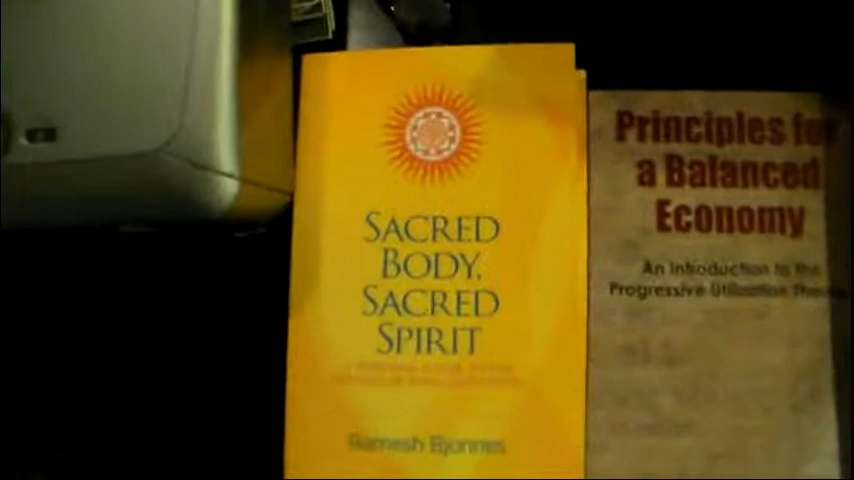 SACRED
BODY,
SACRED
SPIRIT
Ramesh Bjonnes
Principles for
a Balanced
Economy
An Introduction to the
Progressive Utilization Theory